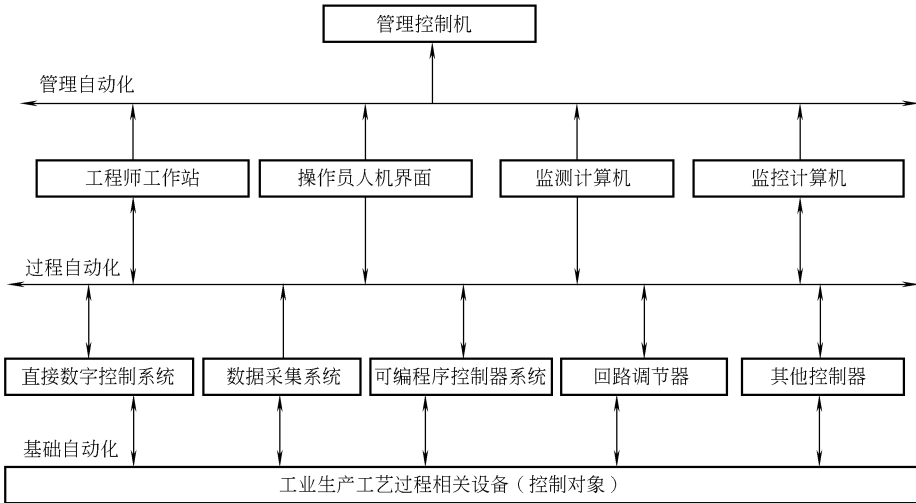 管理控制机
管理自动化
工程师工作站
操作员人机界面
监测计算机
监控计算机
过程自动化
直接数字控制系统
数据采集系统
可编程序控制器系统
回路调节器
其他控制器
基础自动化
工业生产工艺过程相关设备（控制对象）